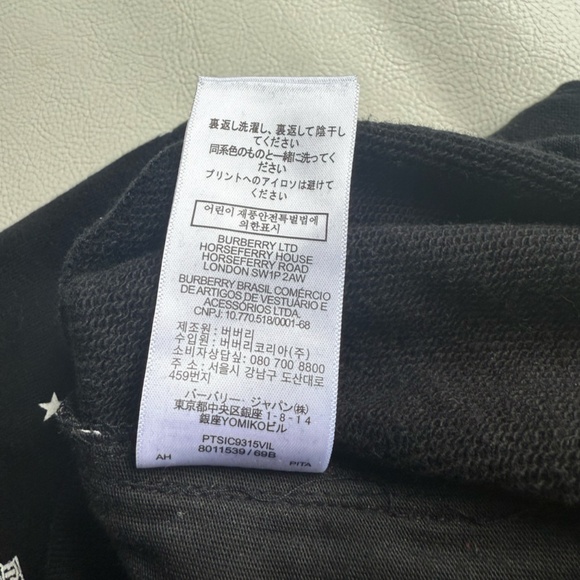 裏返し洗濯し、裏返して陰干し
てください
同系色のものと一緒に洗ってく
ださい
プリントへのアイロソは避けて
ください
어린이 제품안전특별법에
의한표시
BURBERRY LTD
HORSEFERRY HOUSE
HORSEFERRY ROAD
LONDON SW1P 2AW
BURBERRY BRASIL COMÉRCIO
DE ARTIGOS DE VESTUÁRIO E
ACESSÓRIOS LTDA.
CNPJ: 10.770.518/0001-68
제조원 : 버버리
수입원 : 버버리코리아(주)
소비자상담실: 080 700 8800
주 소 : 서울시 강남구 도산대로
459번지
バーバリー・ジャパン(株)
東京都中央区銀座 1-8-14
銀座YOMIKOビル
PTSIC9315VIL
8011539 / 69B
AH PITA